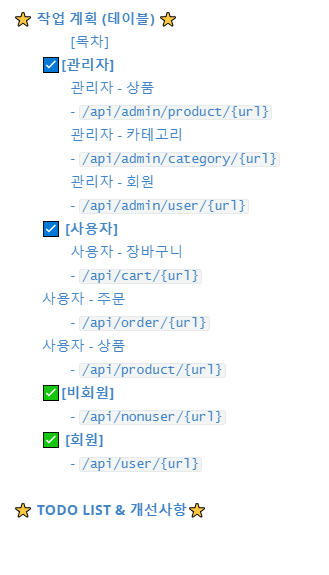 ⭐ 작업 계획 (테이블) ⭐
[목차]
☑ [관리자]
관리자 - 상품
- /api/admin/product/{url}
관리자 - 카테고리
- /api/admin/category/{url}
관리자 - 회원
- /api/admin/user/{url}
☑ [사용자]
사용자 - 장바구니
- /api/cart/{url}
사용자 - 주문
- /api/order/{url}
사용자 - 상품
- /api/product/{url}
✅ [비회원]
- /api/nonuser/{url}
✅ [회원]
- /api/user/{url}
⭐ TODO LIST & 개선사항⭐